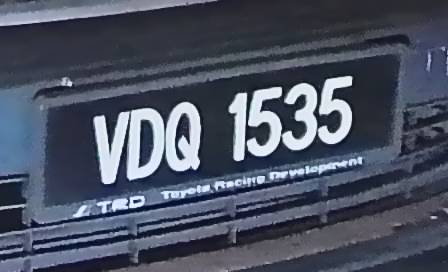 VDQ 1535
TRD Toyota Racing Development